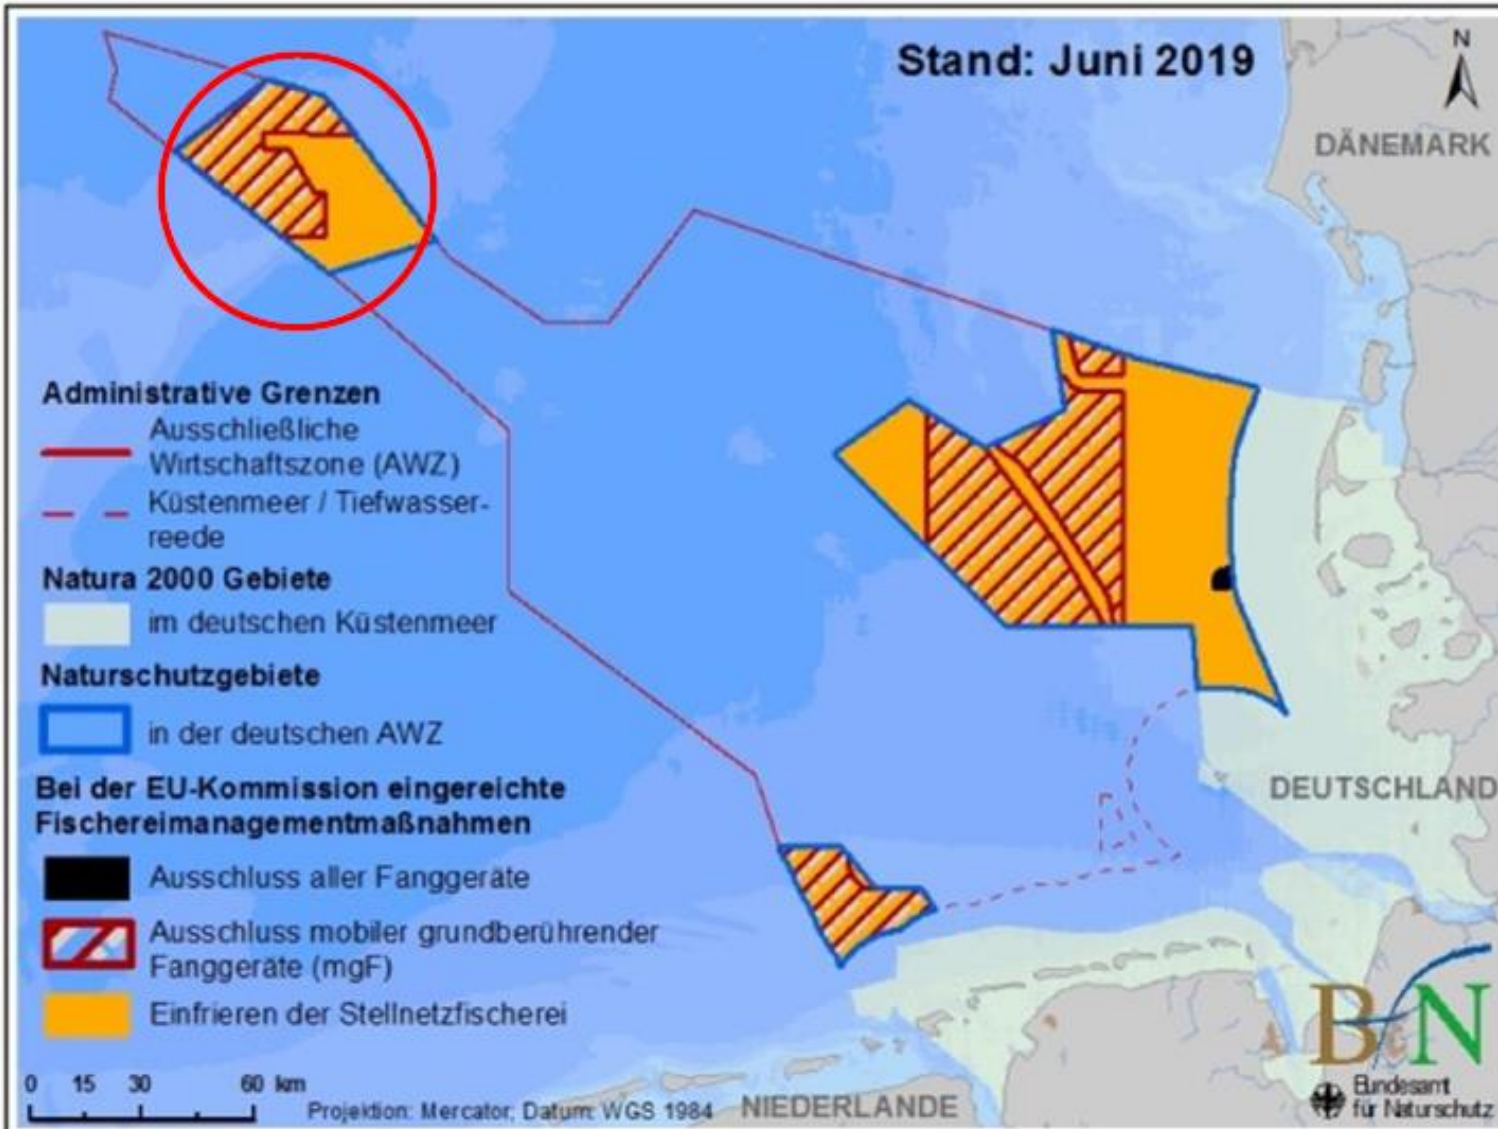 Stand: Juni 2019
N
DÄNEMARK
Administrative Grenzen
Ausschließliche
Wirtschaftszone (AWZ)
Küstenmeer / Tiefwasser-
reede
Natura 2000 Gebiete
im deutschen Küstenmeer
Naturschutzgebiete
in der deutschen AWZ
DEUTSCHLAND
Bei der EU-Kommission eingereichte
Fischereimanagementmaßnahmen
Ausschluss aller Fanggeräte
Ausschluss mobiler grundberührender
Fanggeräte (mgF)
Einfrieren der Stellnetzfischerei
BfN
Bundesamt
für Naturschutz
0 15 30 60 km
Projektion: Mercator; Datum: WGS 1984
NIEDERLANDE